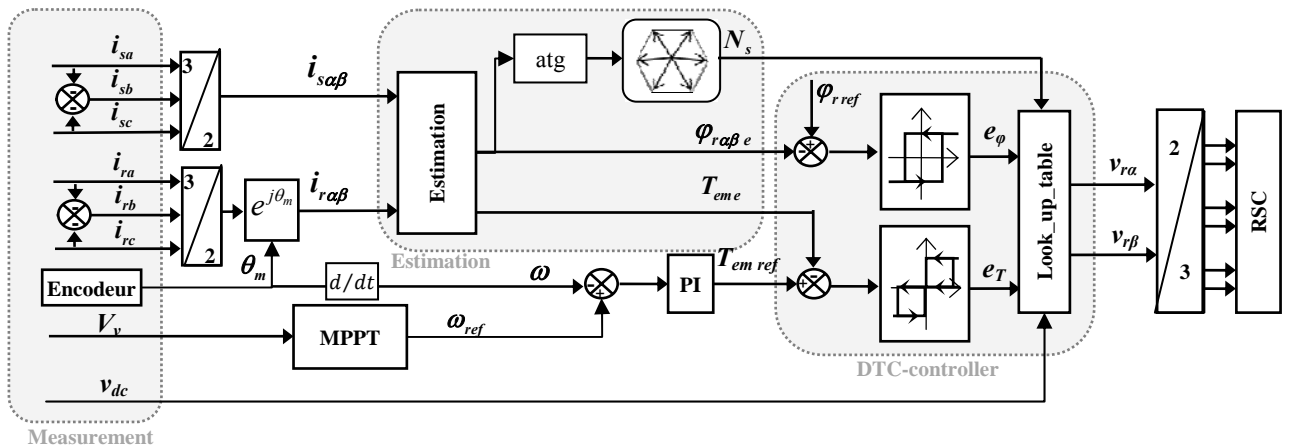 i_sa
i_sb
i_sc
3
2
i_sαβ
i_ra
i_rb
i_rc
3
2
e^{jθ_m}
i_rαβ
θ_m
Encodeur
d/dt
ω
V_v
MPPT
ω_ref
v_dc
Measurement
Estimation
atg
N_s
φ_rαβ e
T_em e
Estimation
T_em ref
PI
φ_r ref
e_φ
e_T
Look_up_table
DTC-controller
v_rα
v_rβ
2
3
RSC